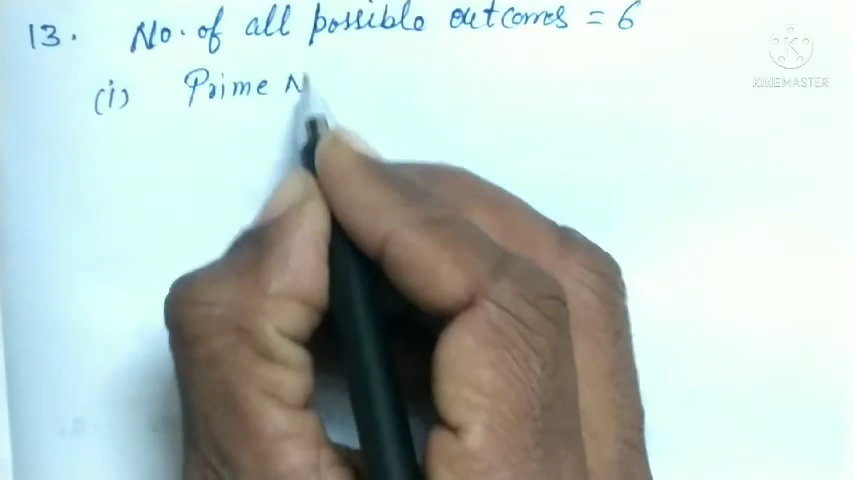 13. No. of all possible outcomes = 6
(i) Prime N
KINEMASTER